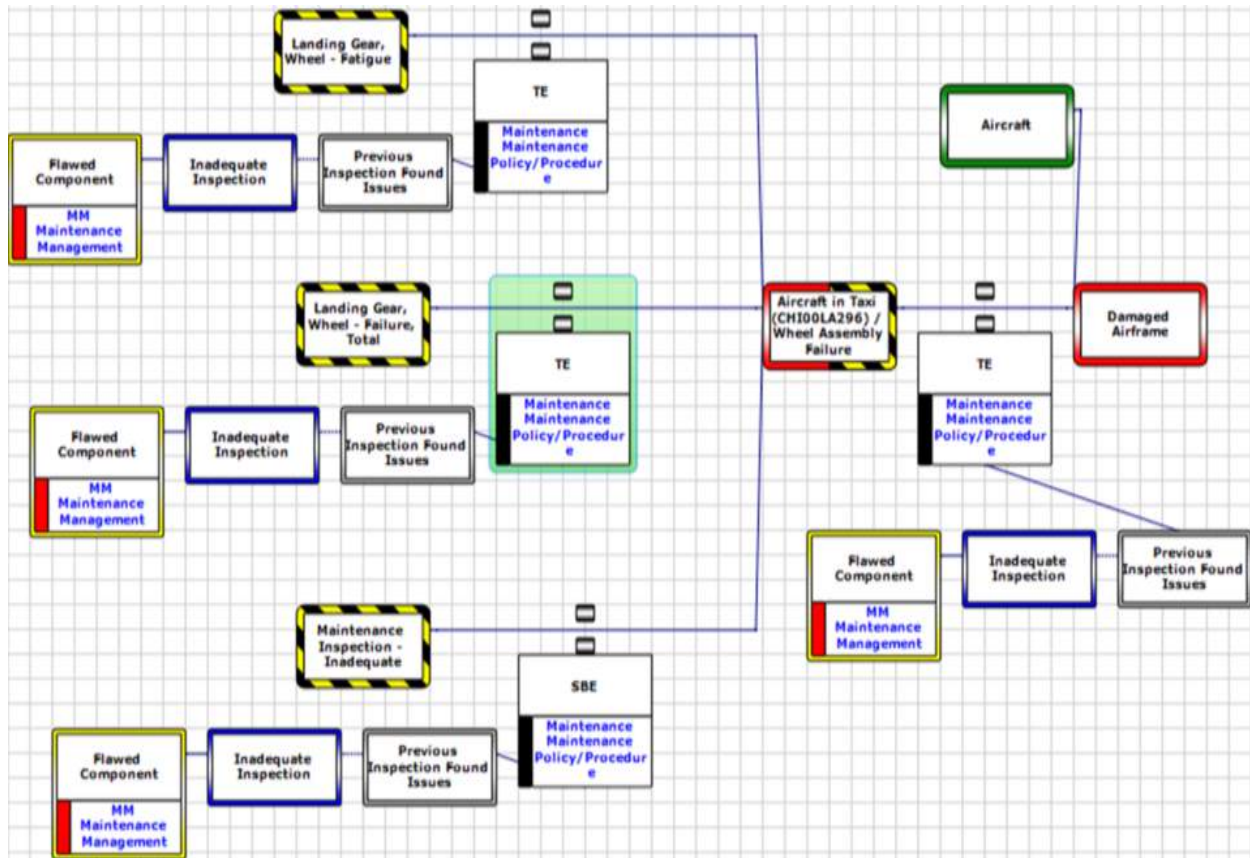 Landing Gear,
Wheel - Fatigue
TE
Maintenance
Maintenance
Policy/Procedur
e
Flawed
Component
MM
Maintenance
Management
Inadequate
Inspection
Previous
Inspection Found
Issues
Aircraft
Landing Gear,
Wheel - Failure,
Total
TE
Maintenance
Maintenance
Policy/Procedur
e
Flawed
Component
MM
Maintenance
Management
Inadequate
Inspection
Previous
Inspection Found
Issues
Aircraft in Taxi
(CHI00LA296) /
Wheel Assembly
Failure
TE
Maintenance
Maintenance
Policy/Procedur
e
Damaged
Airframe
Flawed
Component
MM
Maintenance
Management
Inadequate
Inspection
Previous
Inspection Found
Issues
Maintenance
Inspection -
Inadequate
SBE
Maintenance
Maintenance
Policy/Procedur
e
Flawed
Component
MM
Maintenance
Management
Inadequate
Inspection
Previous
Inspection Found
Issues